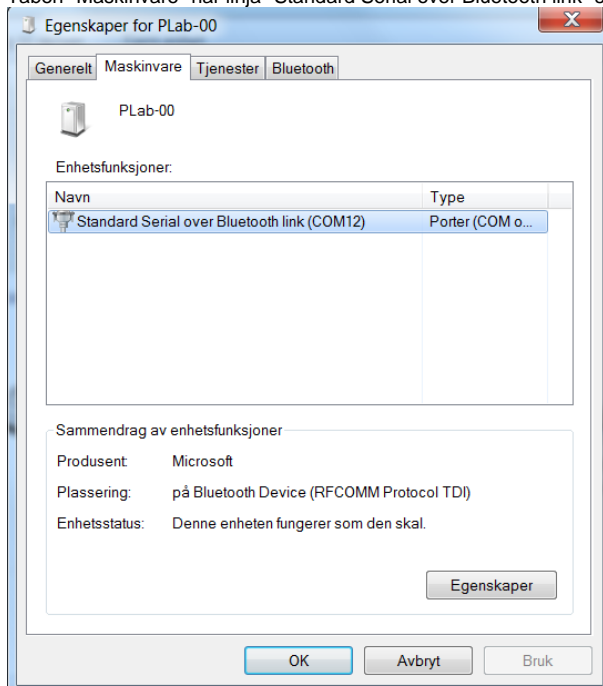 Egenskaper for PLab-00
Generelt Maskinvare Tjenester Bluetooth
PLab-00
Enhetsfunksjoner:
Navn Type
Standard Serial over Bluetooth link (COM12) Porter (COM o...
Sammendrag av enhetsfunksjoner
Produsent: Microsoft
Plassering: på Bluetooth Device (RFCOMM Protocol TDI)
Enhetsstatus: Denne enheten fungerer som den skal.
Egenskaper
OK Avbryt Bruk